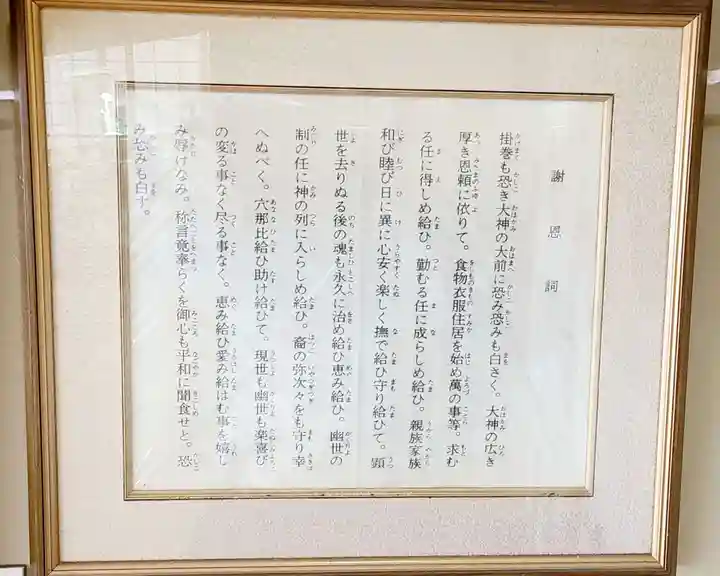 謝恩詞
掛巻も恐き大神の大前に恐み恐みも白さく。大神の広き
厚き恩頼に依りて。食物衣服住居を始め萬の事等。求む
る任に得しめ給ひ。勤むる任に成らしめ給ひ。親族家族
和び睦び日に異に心安く楽しく撫で給ひ守り給ひて。顕
世を去りぬる後の魂も永久に治め給ひ恵み給ひ。幽世の
制の任に神の列に入らしめ給ひ。裔の弥次々をも守り幸
へぬべく。穴那比給ひ助け給ひて。現世も幽世も楽喜び
の変る事なく尽る事なく。恵み給ひ愛み給はむ事を嬉し
み辱けなみ。称言竟奉らくを御心も平和に聞食せと。恐
み恐みも白す。